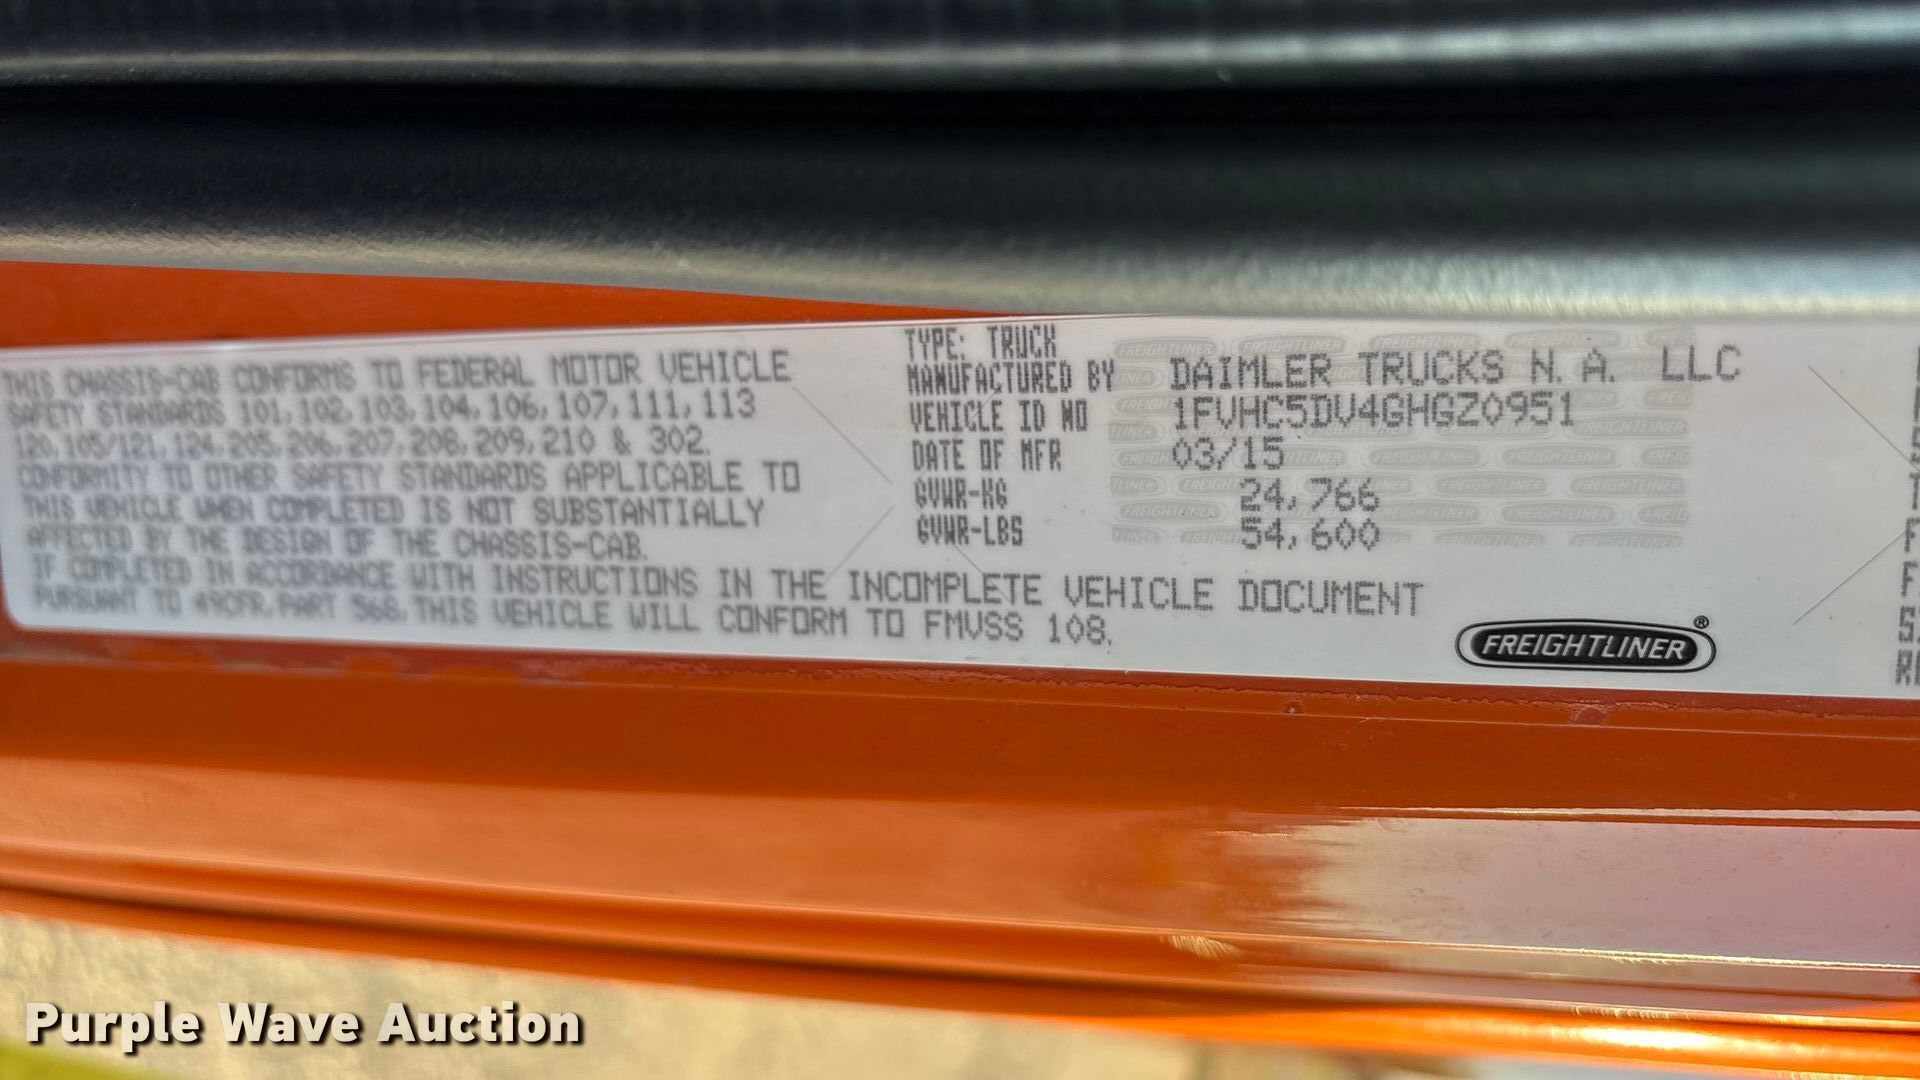 THIS CHASSIS-CAB CONFORMS TO FEDERAL MOTOR VEHICLE
SAFETY STANDARDS 101, 102, 103, 104, 106, 107, 111, 113
120, 105/121, 124, 205, 206, 207, 208, 209, 210 & 302.
CONFORMITY TO OTHER SAFETY STANDARDS APPLICABLE TO
THIS VEHICLE WHEN COMPLETED IS NOT SUBSTANTIALLY
AFFECTED BY THE DESIGN OF THE CHASSIS-CAB.
IF COMPLETED IN ACCORDANCE WITH INSTRUCTIONS IN THE INCOMPLETE VEHICLE DOCUMENT
PURSUANT TO 49CFR, PART 568, THIS VEHICLE WILL CONFORM TO FMVSS 108.
TYPE: TRUCK
MANUFACTURED BY DAIMLER TRUCKS N. A. LLC
VEHICLE ID NO 1FVHC5DV4GHGZ0951
DATE OF MFR 03/15
GVWR-KG 24,766
GVWR-LBS 54,600
FREIGHTLINER®
Purple Wave Auction